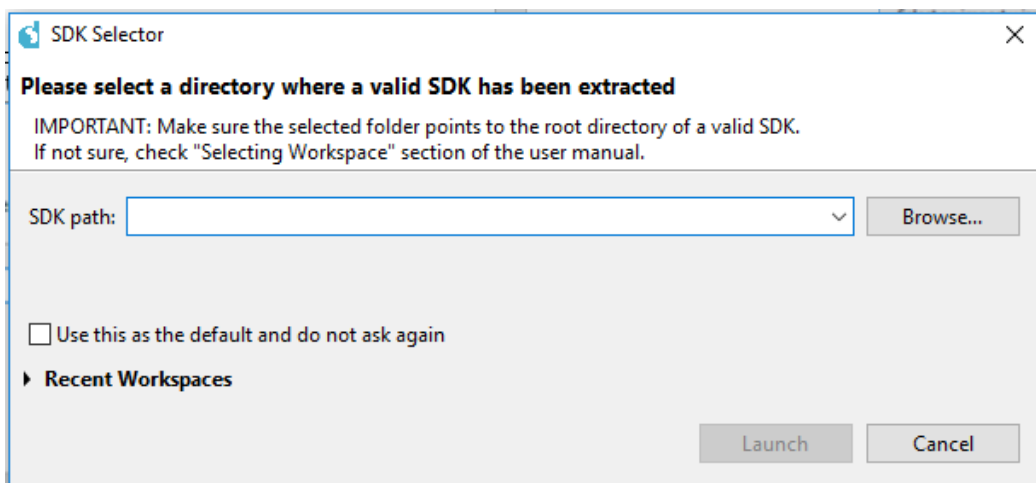 SDK Selector
Please select a directory where a valid SDK has been extracted
IMPORTANT: Make sure the selected folder points to the root directory of a valid SDK.
If not sure, check "Selecting Workspace" section of the user manual.
SDK path:
Browse...
Use this as the default and do not ask again
Recent Workspaces
Launch
Cancel